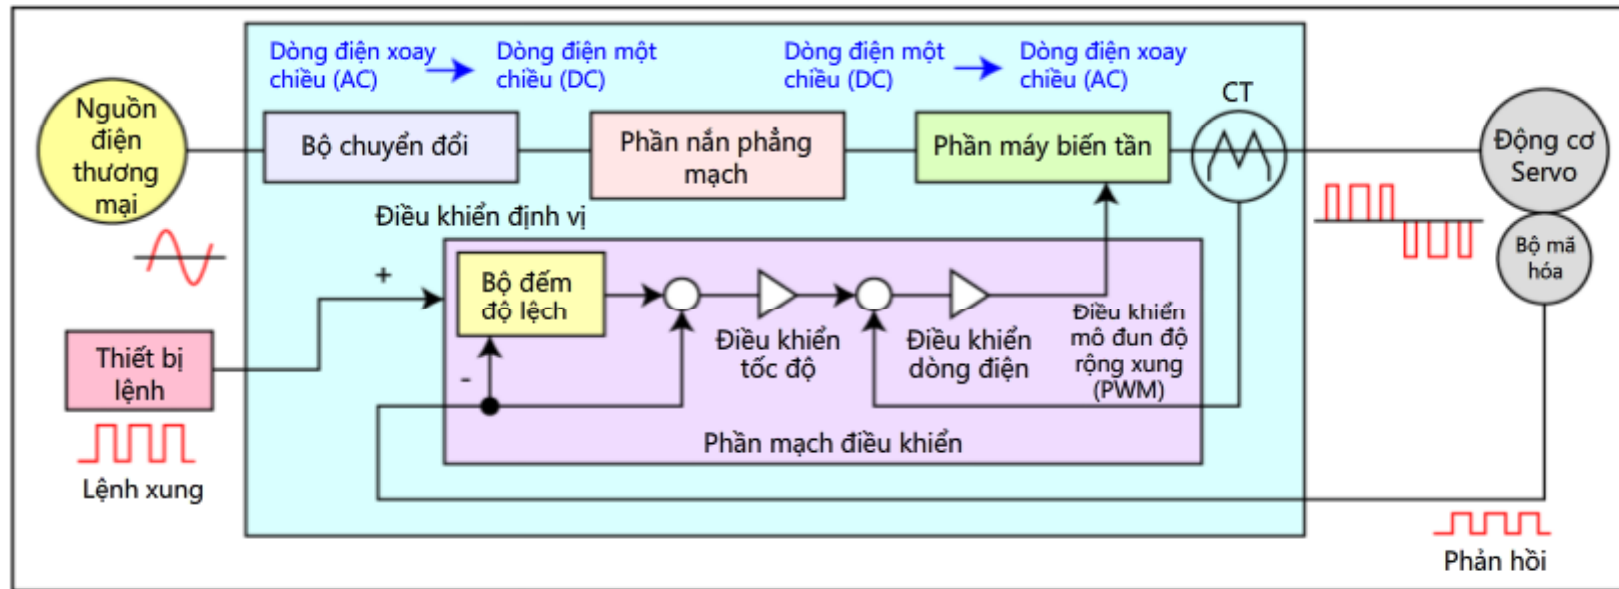 Dòng điện xoay
chiều (AC)
Dòng điện một
chiều (DC)
Dòng điện một
chiều (DC)
Dòng điện xoay
chiều (AC)
CT
Nguồn
điện
thương
mại
Bộ chuyển đổi
Phần nắn phẳng
mạch
Phần máy biến tần
Động cơ
Servo
Điều khiển định vị
Bộ mã
hóa
+
Bộ đếm
độ lệch
Điều khiển
tốc độ
Điều khiển
dòng điện
Điều khiển
mô đun độ
rộng xung
(PWM)
-
Thiết bị
lệnh
Phần mạch điều khiển
Lệnh xung
Phản hồi